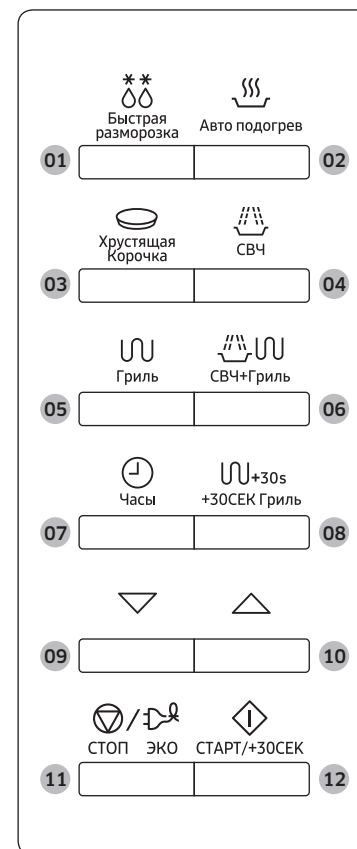 Быстрая
разморозка
Авто подогрев
01
02
Хрустящая
Корочка
СВЧ
03
04
Гриль
СВЧ+Гриль
05
06
+30s
Часы
+30СЕК Гриль
07
08
09
10
/
СТОП ЭКО СТАРТ/+30СЕК
11
12